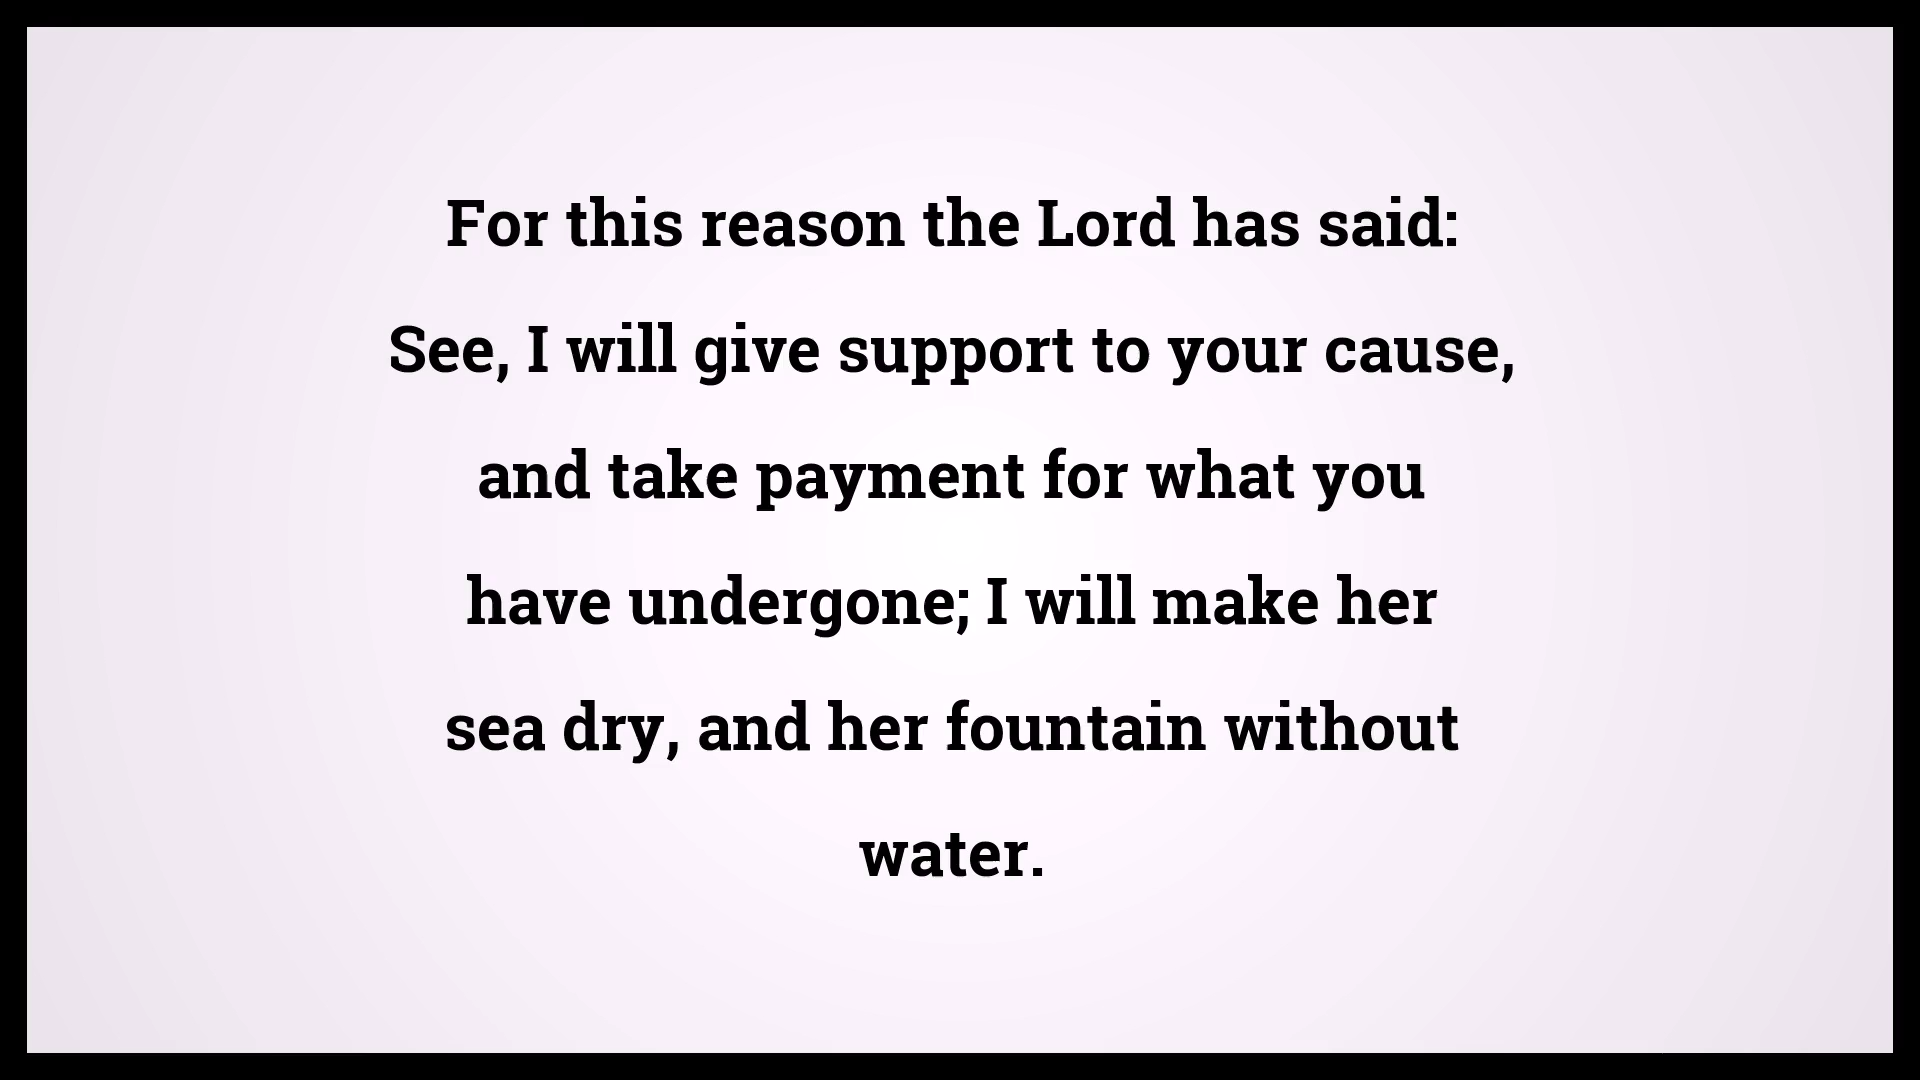 For this reason the Lord has said:
See, I will give support to your cause,
and take payment for what you
have undergone; I will make her
sea dry, and her fountain without
water.